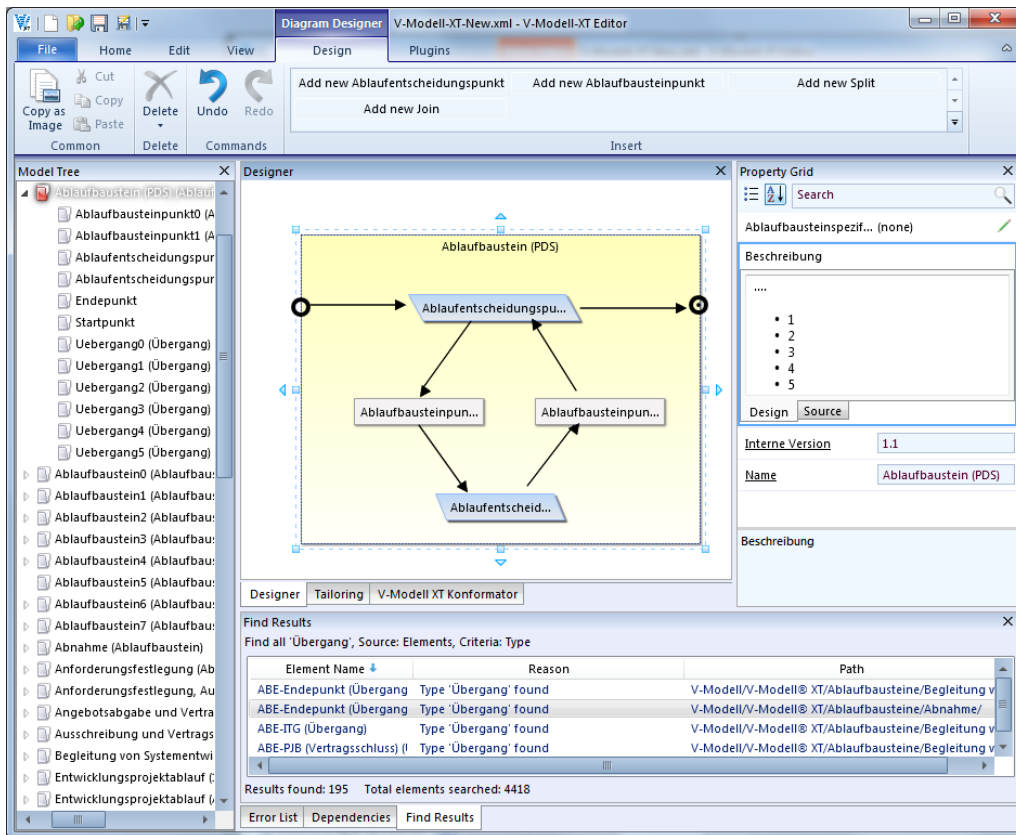 Diagram Designer V-Modell-XT-New.xml - V-Modell-XT Editor
File Home Edit View Design Plugins
Copy as Image
Cut
Copy
Paste
Delete
Undo
Redo
Add new Ablaufentscheidungspunkt Add new Ablaufbausteinpunkt Add new Split
Add new Join
Common Delete Commands Insert
Model Tree
Ablaufbaustein (PDS) (Ablauf
Ablaufbausteinpunkt0 (A
Ablaufbausteinpunkt1 (A
Ablaufentscheidungspur
Ablaufentscheidungspur
Endepunkt
Startpunkt
Uebergang0 (Übergang)
Uebergang1 (Übergang)
Uebergang2 (Übergang)
Uebergang3 (Übergang)
Uebergang4 (Übergang)
Uebergang5 (Übergang)
Ablaufbaustein0 (Ablaufbau
Ablaufbaustein1 (Ablaufbau
Ablaufbaustein2 (Ablaufbau
Ablaufbaustein3 (Ablaufbau
Ablaufbaustein4 (Ablaufbau
Ablaufbaustein5 (Ablaufbau
Ablaufbaustein6 (Ablaufbau
Ablaufbaustein7 (Ablaufbau
Abnahme (Ablaufbaustein)
Anforderungsfestlegung (Ab
Anforderungsfestlegung, Au
Angebotsabgabe und Vertra
Ausschreibung und Vertrags
Begleitung von Systementwi
Entwicklungsprojektablauf (
Entwicklungsprojektablauf (
Designer
Ablaufbaustein (PDS)
Ablaufentscheidungspu...
Ablaufbausteinpun... Ablaufbausteinpun...
Ablaufentscheid...
Designer Tailoring V-Modell XT Konformator
Property Grid
Search
Ablaufbausteinspezif... (none)
Beschreibung
....
• 1
• 2
• 3
• 4
• 5
Design Source
Interne Version 1.1
Name Ablaufbaustein (PDS)
Beschreibung
Find Results
Find all 'Übergang', Source: Elements, Criteria: Type
Element Name Reason Path
ABE-Endepunkt (Übergang Type 'Übergang' found V-Modell/V-Modell® XT/Ablaufbausteine/Begleitung v
ABE-Endepunkt (Übergang Type 'Übergang' found V-Modell/V-Modell® XT/Ablaufbausteine/Abnahme/
ABE-ITG (Übergang) Type 'Übergang' found V-Modell/V-Modell® XT/Ablaufbausteine/Begleitung v
ABE-PJB (Vertragsschluss) (Ü Type 'Übergang' found V-Modell/V-Modell® XT/Ablaufbausteine/Begleitung v
Results found: 195 Total elements searched: 4418
Error List Dependencies Find Results